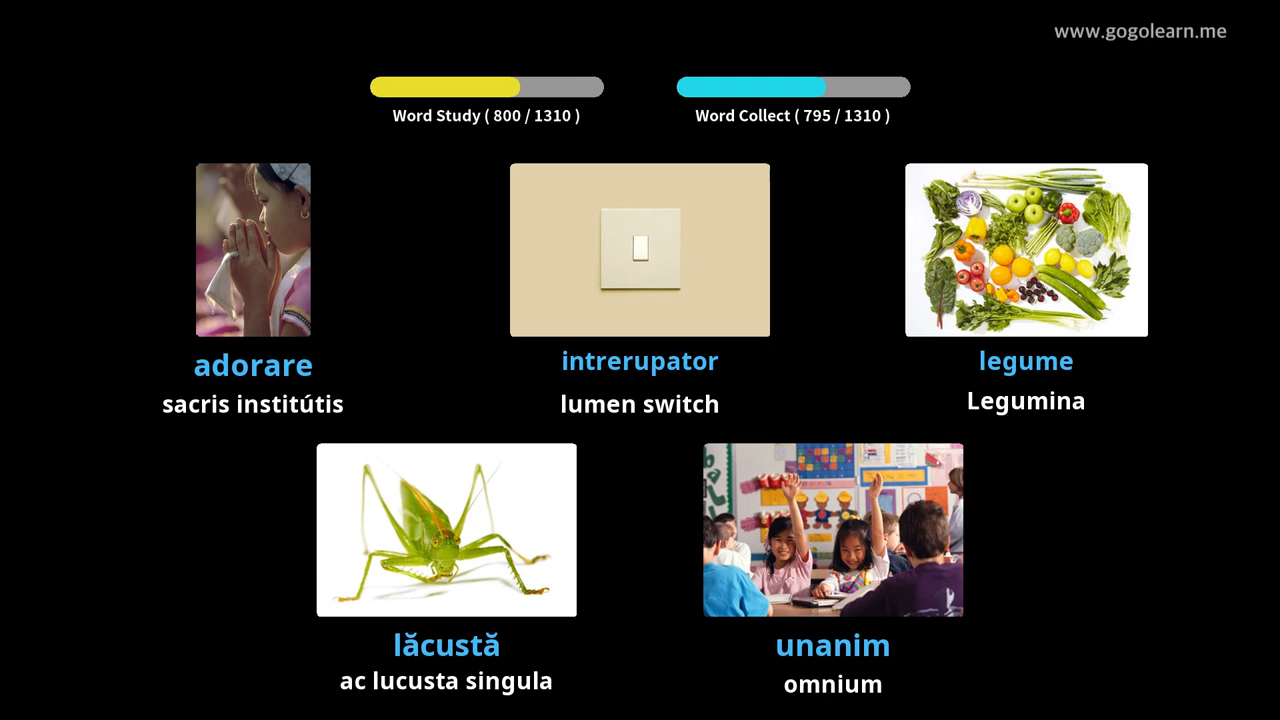 www.gogolearn.me
Word Study ( 800 / 1310 )
Word Collect ( 795 / 1310 )
adorare
sacris institútis
intrerupator
lumen switch
legume
Legumina
lăcustă
ac lucusta singula
unanim
omnium